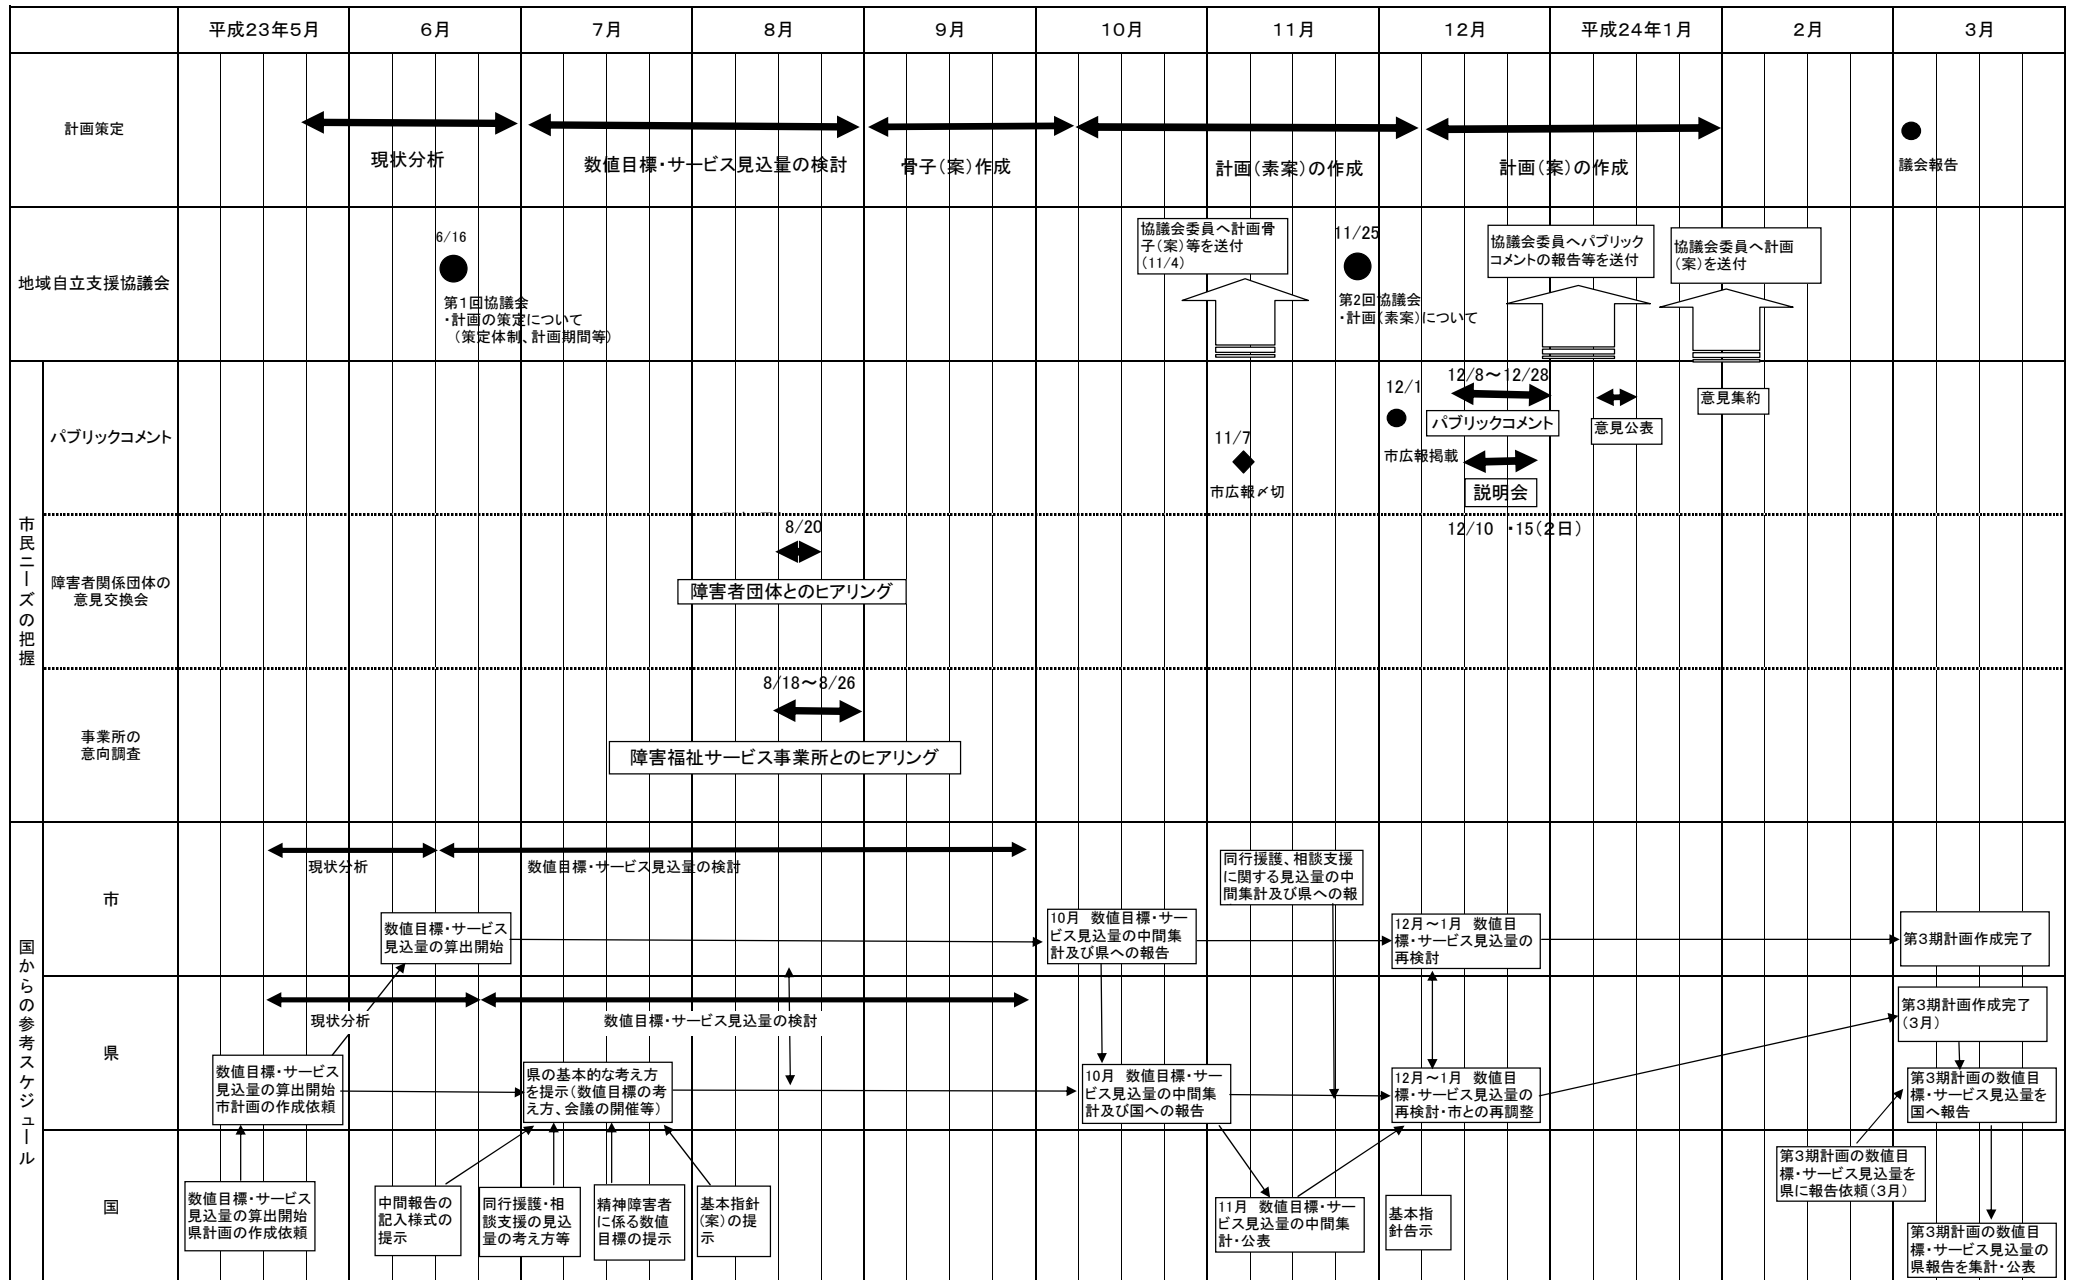 平成23年5月
6月
7月
8月
9月
10月
11月
12月
平成24年1月
2月
3月
計画策定
現状分析
数値目標・サービス見込量の検討
骨子(案)作成
計画(素案)の作成
計画(案)の作成
議会報告
地域自立支援協議会
6/16
第1回協議会
・計画の策定について
(策定体制、計画期間等)
協議会委員へ計画骨
子(案)等を送付
(11/4)
11/25
第2回協議会
・計画(素案)について
協議会委員へパブリック
コメントの報告等を送付
協議会委員へ計画
(案)を送付
市民ニーズの把握
パブリックコメント
11/7
市広報〆切
12/1
市広報掲載
12/8～12/28
パブリックコメント
説明会
12/10 ・15(2日)
意見公表
意見集約
障害者関係団体の
意見交換会
8/20
障害者団体とのヒアリング
事業所の
意向調査
8/18～8/26
障害福祉サービス事業所とのヒアリング
国からの参考スケジュール
市
現状分析
数値目標・サービス見込量の検討
数値目標・サービス
見込量の算出開始
10月 数値目標・サー
ビス見込量の中間集
計及び県への報告
同行援護、相談支援
に関する見込量の中
間集計及び県への報
12月～1月 数値目
標・サービス見込量の
再検討
第3期計画作成完了
県
現状分析
数値目標・サービス見込量の検討
数値目標・サービス
見込量の算出開始
市計画の作成依頼
県の基本的な考え方
を提示(数値目標の考
え方、会議の開催等)
10月 数値目標・サー
ビス見込量の中間集
計及び国への報告
12月～1月 数値目
標・サービス見込量の
再検討・市との再調整
第3期計画作成完了
(3月)
第3期計画の数値目
標・サービス見込量を
国へ報告
国
数値目標・サービス
見込量の算出開始
県計画の作成依頼
中間報告の
記入様式の
提示
同行援護・相
談支援の見込
量の考え方等
精神障害者
に係る数値
目標の提示
基本指針
(案)の提
示
11月 数値目標・サー
ビス見込量の中間集
計・公表
基本指
針告示
第3期計画の数値目
標・サービス見込量を
県に報告依頼(3月)
第3期計画の数値目
標・サービス見込量の
県報告を集計・公表